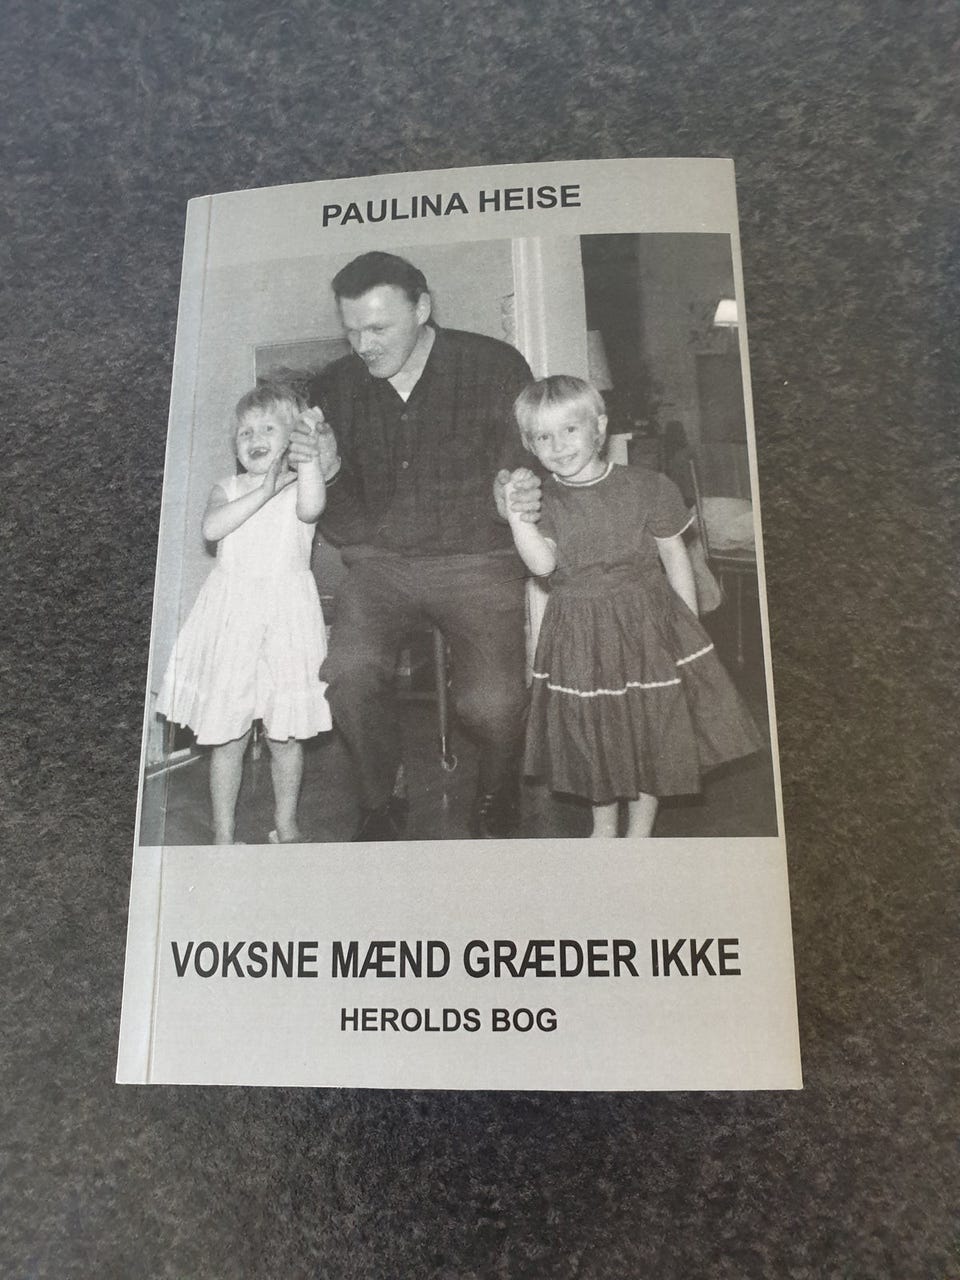 PAULINA HEISE
VOKSNE MÆND GRÆDER IKKE
HEROLDS BOG